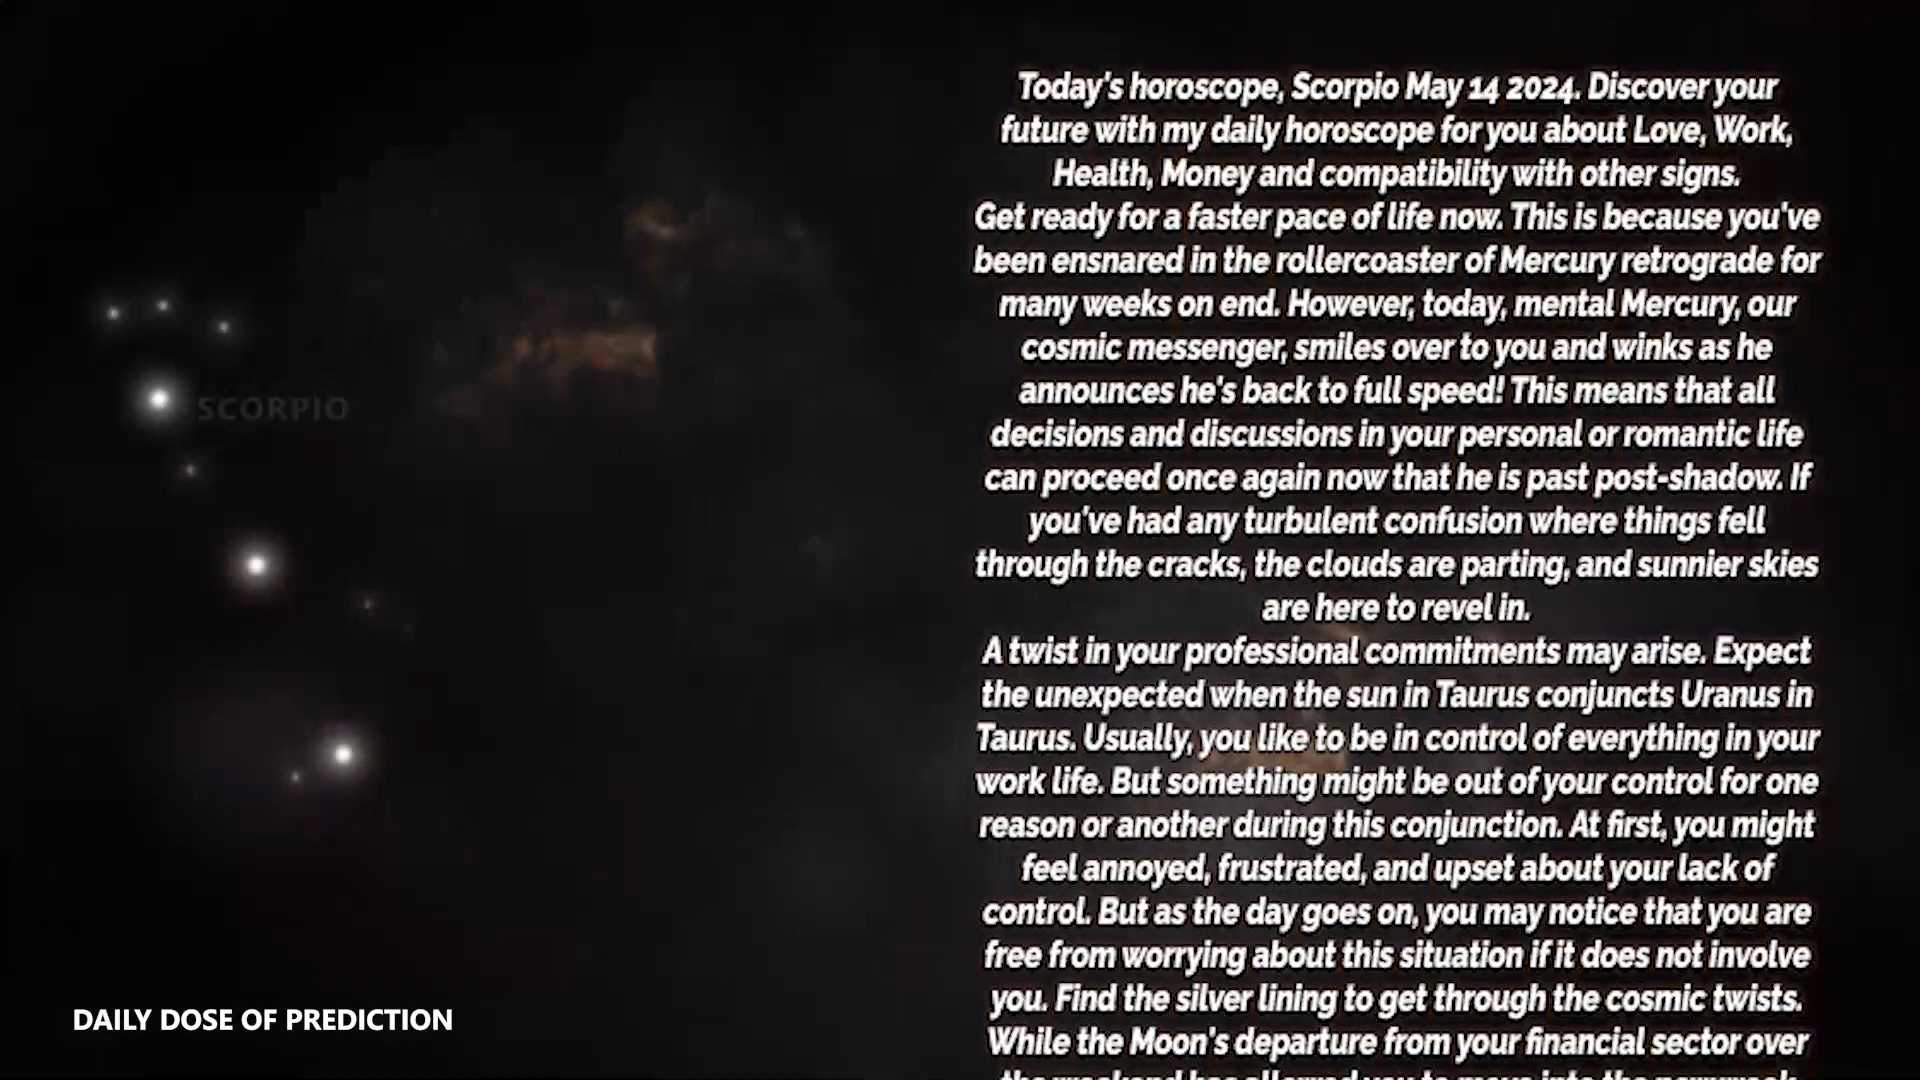 Today's horoscope, Scorpio May 14 2024. Discover your
future with my daily horoscope for you about Love, Work,
Health, Money and compatibility with other signs.
Get ready for a faster pace of life now. This is because you've
been ensnared in the rollercoaster of Mercury retrograde for
many weeks on end. However, today, mental Mercury, our
cosmic messenger, smiles over to you and winks as he
announces he's back to full speed! This means that all
decisions and discussions in your personal or romantic life
can proceed once again now that he is past post-shadow. If
you've had any turbulent confusion where things fell
through the cracks, the clouds are parting, and sunnier skies
are here to revel in.
A twist in your professional commitments may arise. Expect
the unexpected when the sun in Taurus conjuncts Uranus in
Taurus. Usually, you like to be in control of everything in your
work life. But something might be out of your control for one
reason or another during this conjunction. At first, you might
feel annoyed, frustrated, and upset about your lack of
control. But as the day goes on, you may notice that you are
free from worrying about this situation if it does not involve
you. Find the silver lining to get through the cosmic twists.
While the Moon's departure from your financial sector over
SCORPIO
DAILY DOSE OF PREDICTION